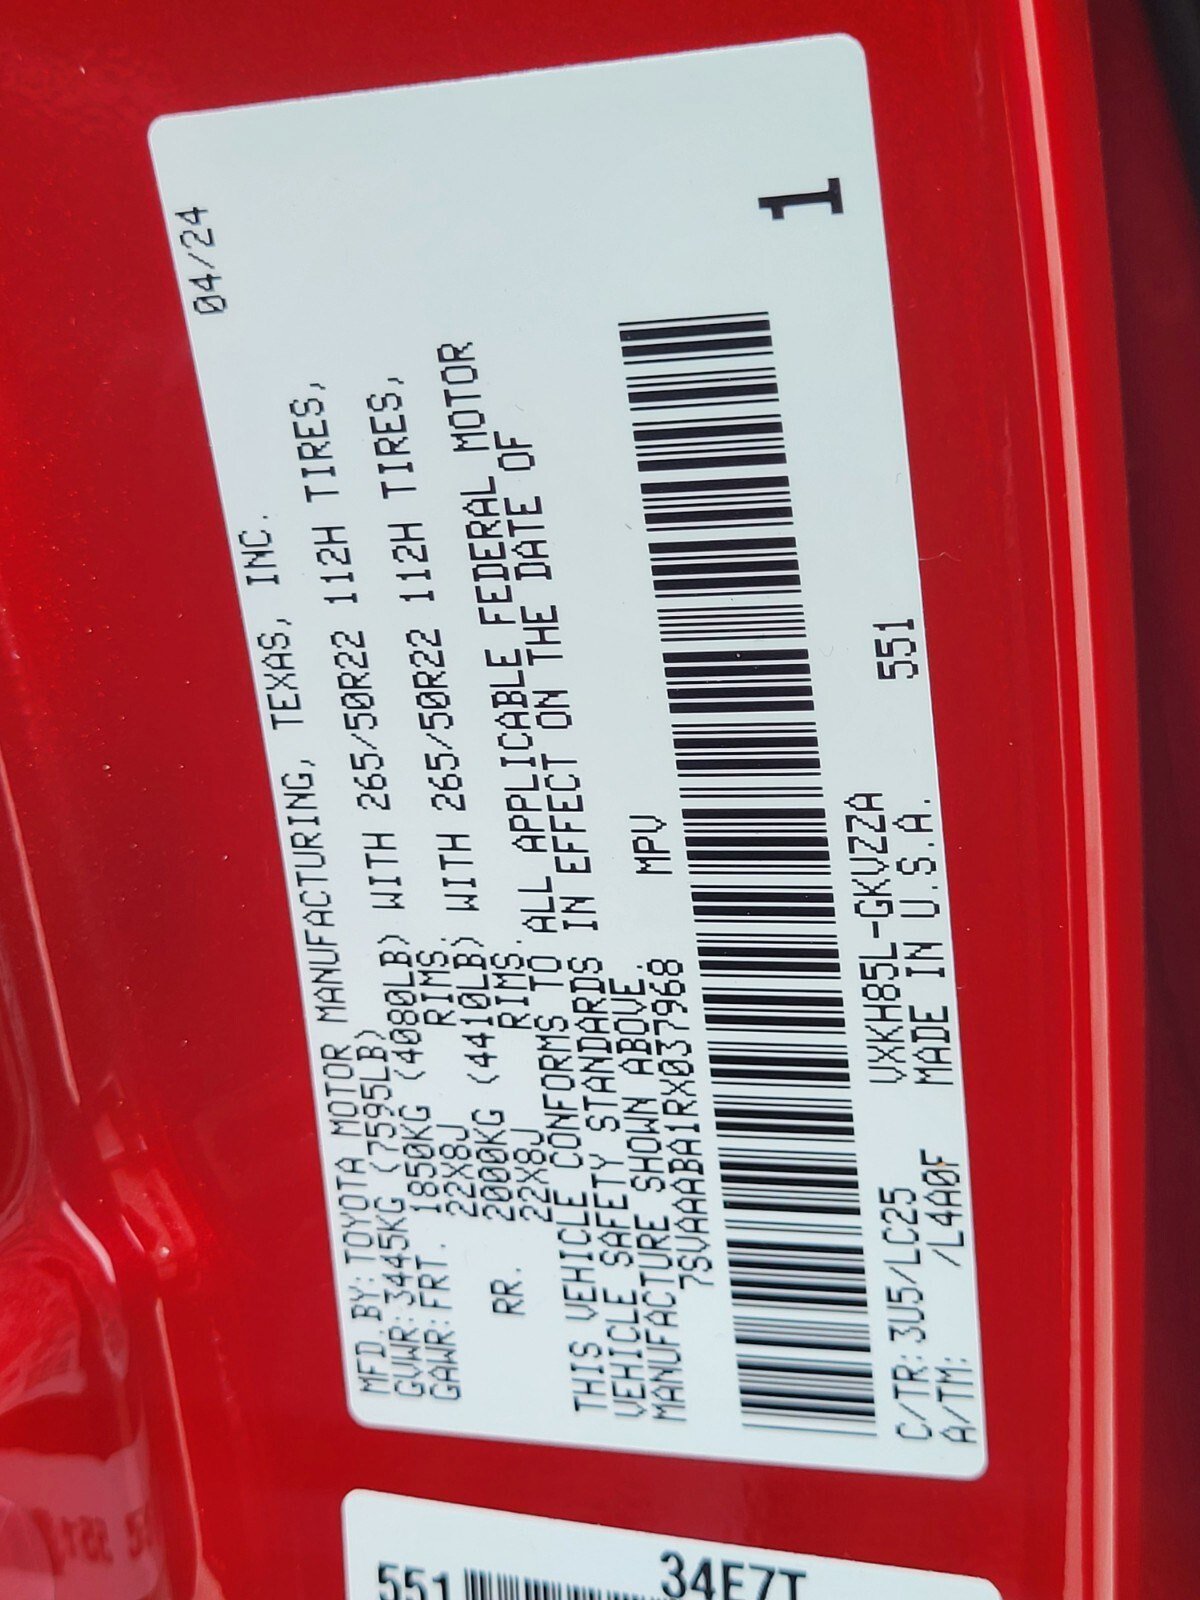 MFD.BY:TOYOTA MOTOR MANUFACTURING, TEXAS, INC. 04/24
GVWR:3445KG (7595LB)
GAWR:FRT. 1850KG (4080LB) WITH 265/50R22 112H TIRES,
22X8J RIMS.
RR. 2000KG (4410LB) WITH 265/50R22 112H TIRES,
22X8J RIMS.
THIS VEHICLE CONFORMS TO ALL APPLICABLE FEDERAL MOTOR
VEHICLE SAFETY STANDARDS IN EFFECT ON THE DATE OF
MANUFACTURE SHOWN ABOVE.
7SVAAABA1RX037968 MPV
1
C/TR:3U5/LC25 VXKH85L-GKVZZA 551
A/TM: /L4A0F MADE IN U.S.A.
551
34E7T